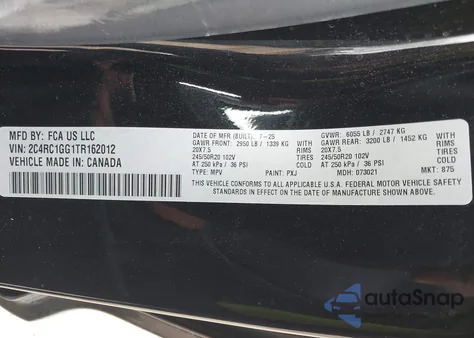 MFD BY: FCA US LLC
VIN: 2C4RC1GG1TR162012
VEHICLE MADE IN: CANADA
DATE OF MFR (BUILT): 7-25 GVWR: 6055 LB / 2747 KG
GAWR FRONT: 2950 LB / 1339 KG GAWR REAR: 3200 LB / 1452 KG
20X7.5 RIMS 20X7.5 RIMS
245/50R20 102V TIRES 245/50R20 102V TIRES
AT 250 kPa / 36 PSI COLD AT 250 kPa / 36 PSI COLD
TYPE: MPV PAINT: PXJ MDH: 073021 MKT: 875
THIS VEHICLE CONFORMS TO ALL APPLICABLE U.S.A. FEDERAL MOTOR VEHICLE SAFETY
STANDARDS IN EFFECT ON THE DATE OF MANUFACTURE SHOWN ABOVE.
autoSnap